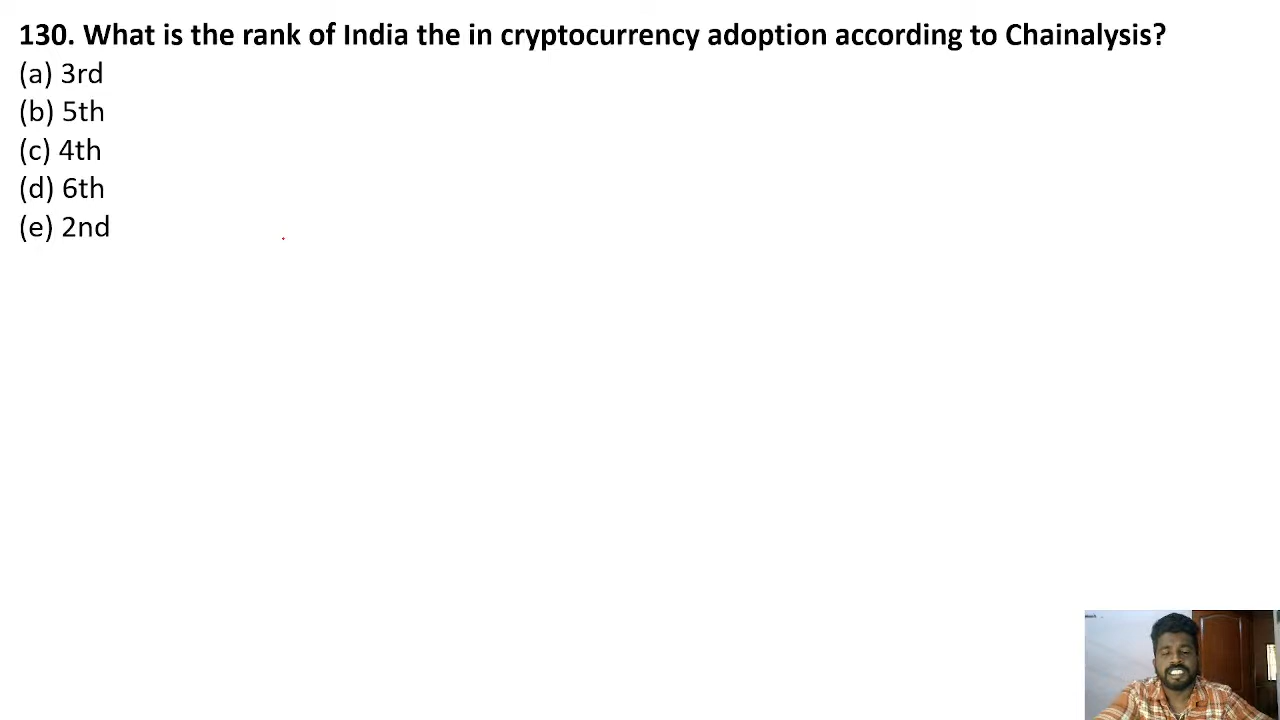 130. What is the rank of India the in cryptocurrency adoption according to Chainalysis?
(a) 3rd
(b) 5th
(c) 4th
(d) 6th
(e) 2nd